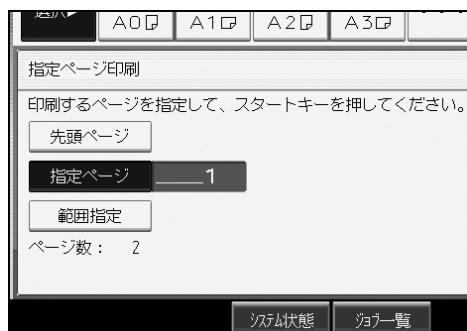 選択▶ A0 A1 A2 A3
指定ページ印刷
印刷するページを指定して、スタートキーを押してください。
先頭ページ
指定ページ ____1
範囲指定
ページ数： 2
ｼｽﾃﾑ状態 ｼﾞｮﾌﾞ一覧